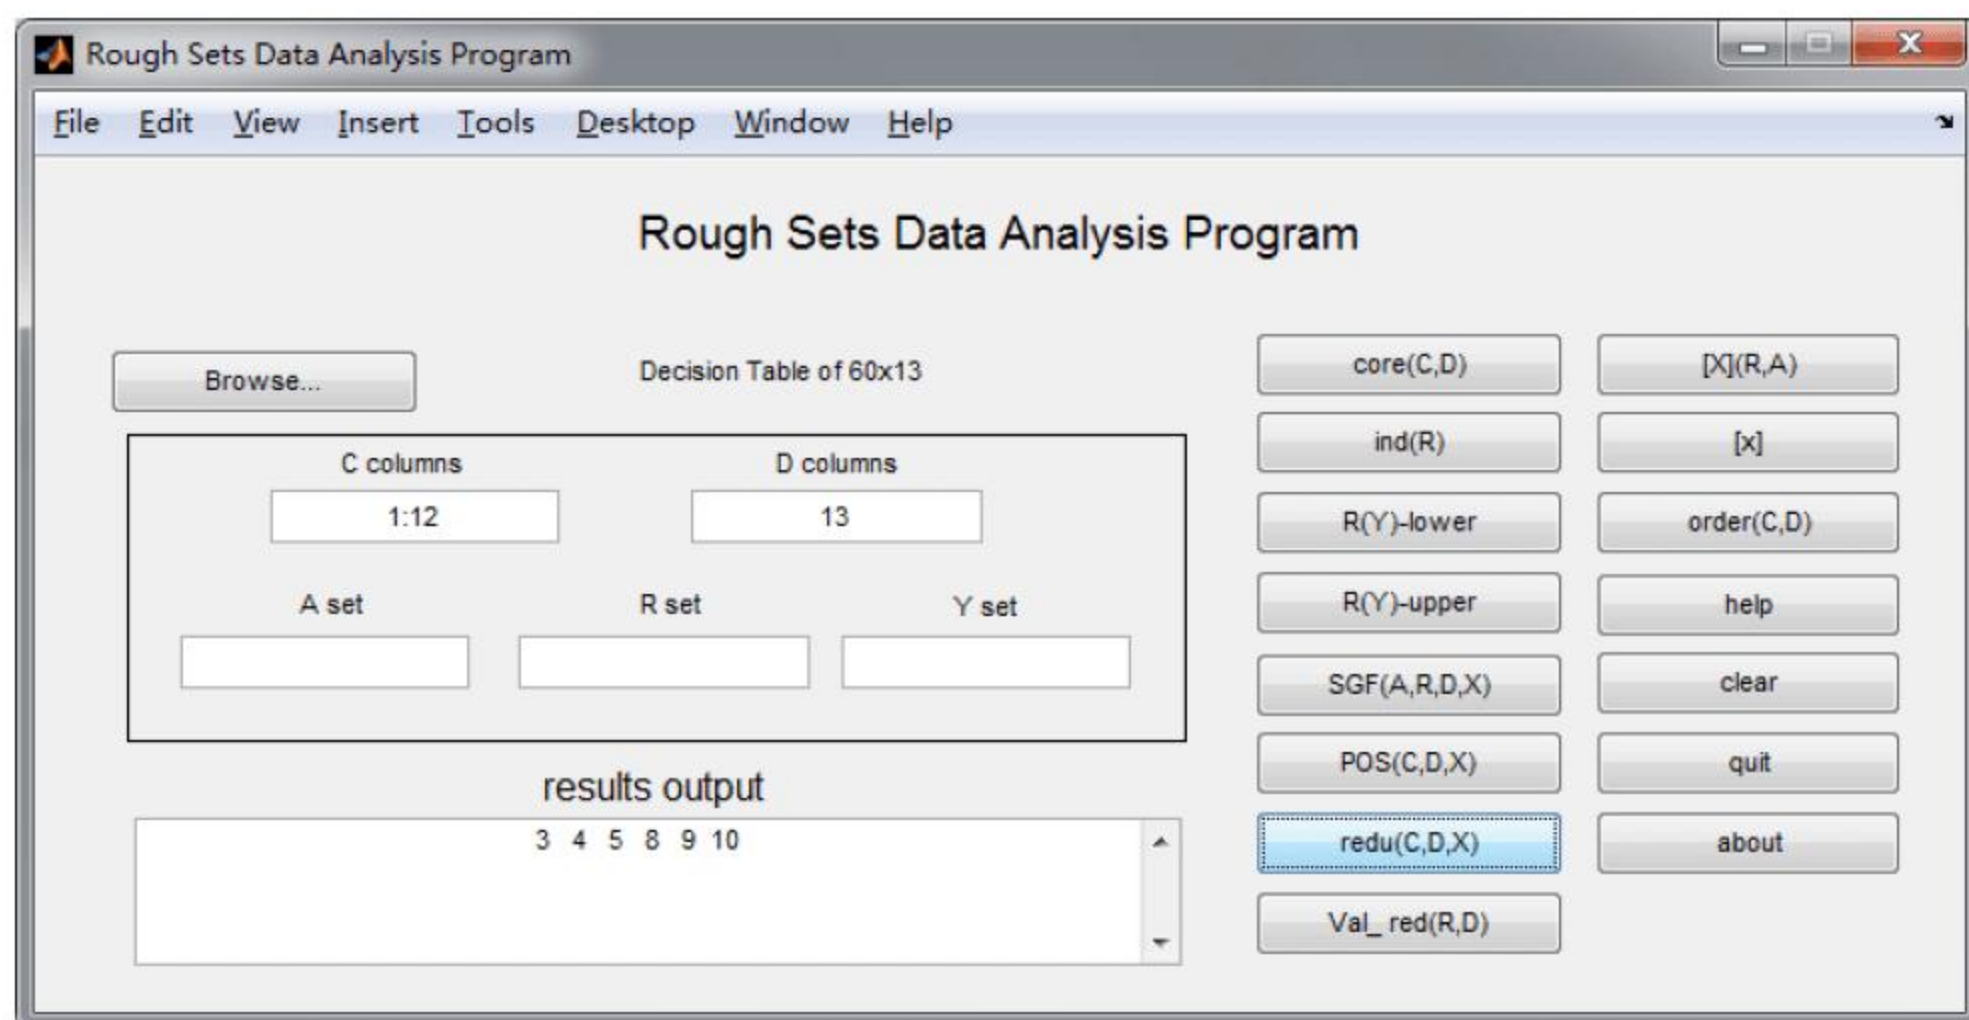 Rough Sets Data Analysis Program
File Edit View Insert Tools Desktop Window Help
Rough Sets Data Analysis Program
Browse...
Decision Table of 60x13
C columns
D columns
1:12
13
A set
R set
Y set
results output
3 4 5 8 9 10
core(C,D)
[X](R,A)
ind(R)
[x]
R(Y)-lower
order(C,D)
R(Y)-upper
help
SGF(A,R,D,X)
clear
POS(C,D,X)
quit
redu(C,D,X)
about
Val_ red(R,D)